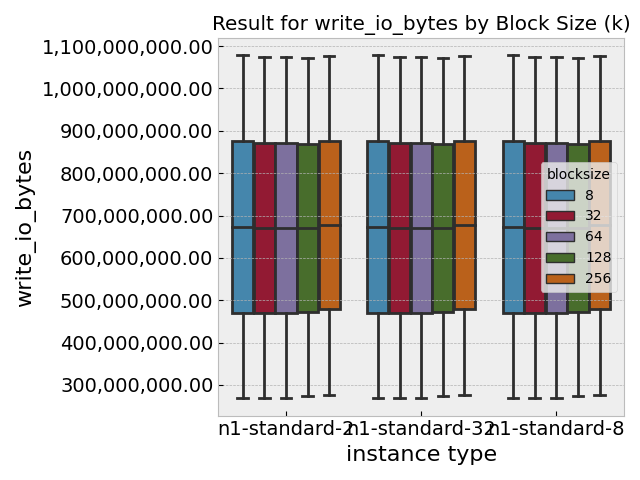 Result for write_io_bytes by Block Size (k)
1,100,000,000.00
1,000,000,000.00
900,000,000.00
800,000,000.00
700,000,000.00
600,000,000.00
500,000,000.00
400,000,000.00
300,000,000.00
write_io_bytes
blocksize
8
32
64
128
256
n1-standard-2
n1-standard-32
n1-standard-8
instance type